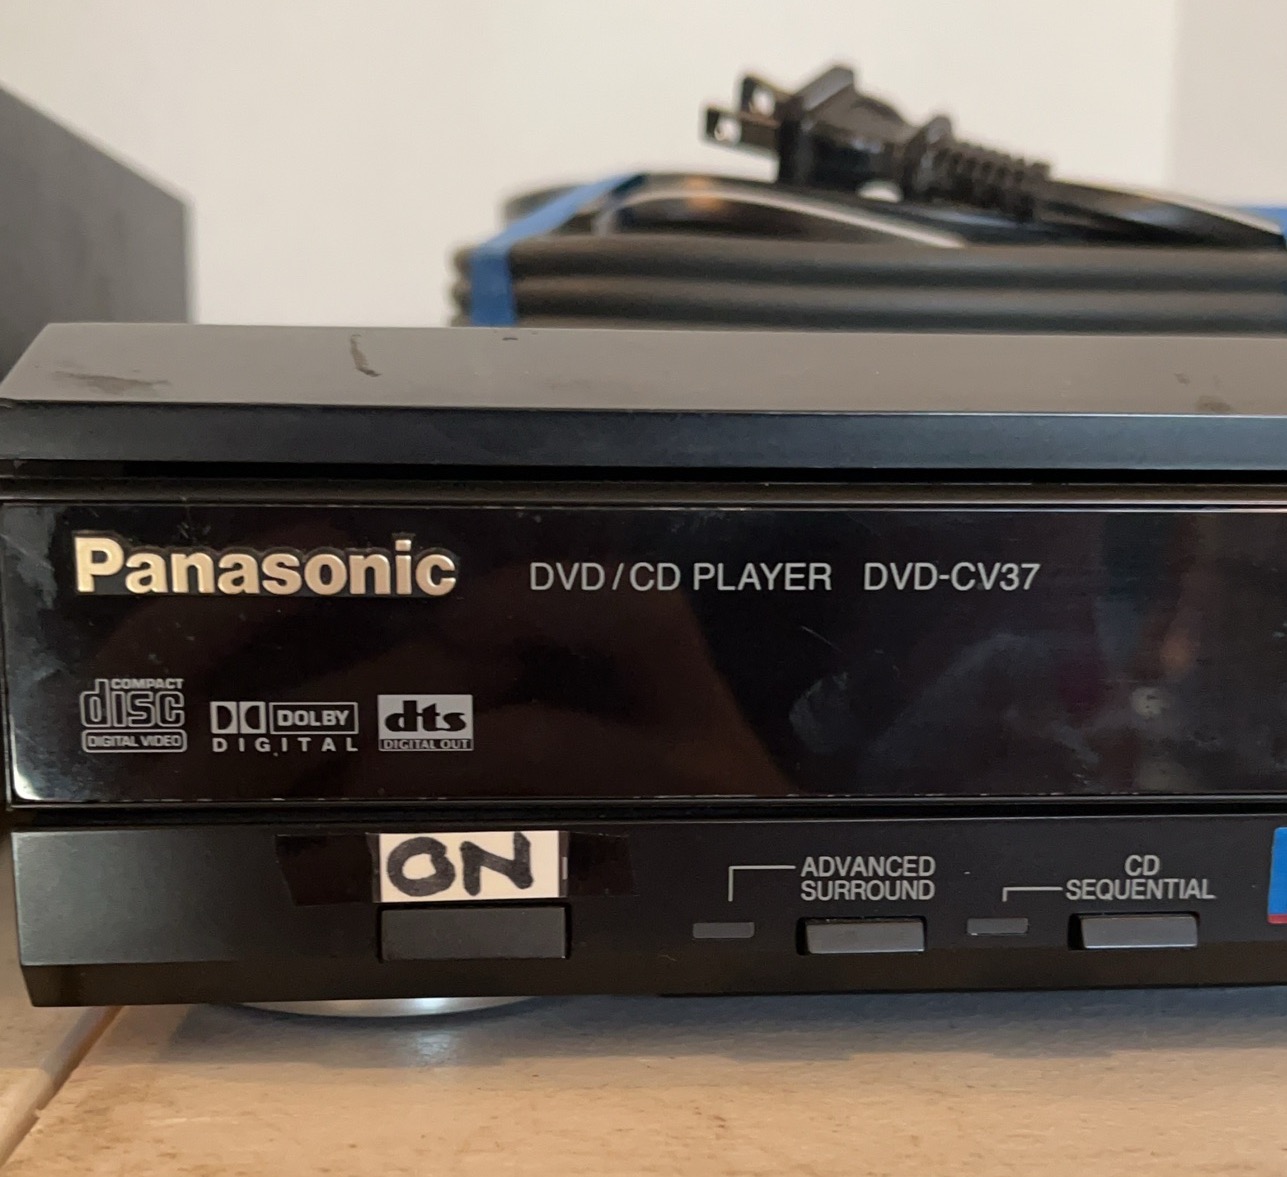 Panasonic DVD/CD PLAYER DVD-CV37
COMPACT
disc
DIGITAL VIDEO
DOLBY
DIGITAL
dts
DIGITAL OUT
ON
ADVANCED
SURROUND
CD
SEQUENTIAL